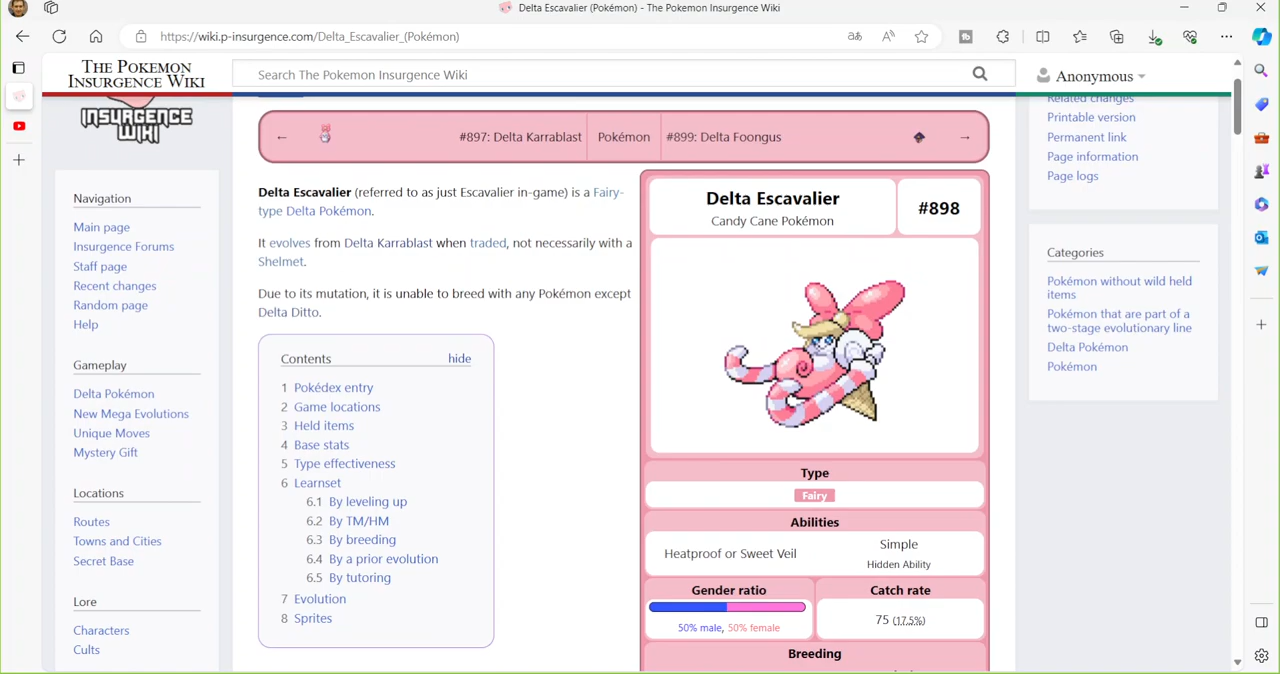 Delta Escavalier (Pokémon) - The Pokemon Insurgence Wiki
https://wiki.p-insurgence.com/Delta_Escavalier_(Pokémon)
THE POKEMON
INSURGENCE WIKI
Search The Pokemon Insurgence Wiki
Anonymous
INSURGENCE
WIKI
Navigation
Main page
Insurgence Forums
Staff page
Recent changes
Random page
Help
Gameplay
Delta Pokémon
New Mega Evolutions
Unique Moves
Mystery Gift
Locations
Routes
Towns and Cities
Secret Base
Lore
Characters
Cults
← #897: Delta Karrablast Pokémon #899: Delta Foongus →
Delta Escavalier (referred to as just Escavalier in-game) is a Fairy-
type Delta Pokémon.
It evolves from Delta Karrablast when traded, not necessarily with a
Shelmet.
Due to its mutation, it is unable to breed with any Pokémon except
Delta Ditto.
Contents hide
1 Pokédex entry
2 Game locations
3 Held items
4 Base stats
5 Type effectiveness
6 Learnset
6.1 By leveling up
6.2 By TM/HM
6.3 By breeding
6.4 By a prior evolution
6.5 By tutoring
7 Evolution
8 Sprites
Delta Escavalier
Candy Cane Pokémon
#898
Type
Fairy
Abilities
Heatproof or Sweet Veil
Simple
Hidden Ability
Gender ratio
50% male, 50% female
Catch rate
75 (17.5%)
Breeding
Related changes
Printable version
Permanent link
Page information
Page logs
Categories
Pokémon without wild held
items
Pokémon that are part of a
two-stage evolutionary line
Delta Pokémon
Pokémon